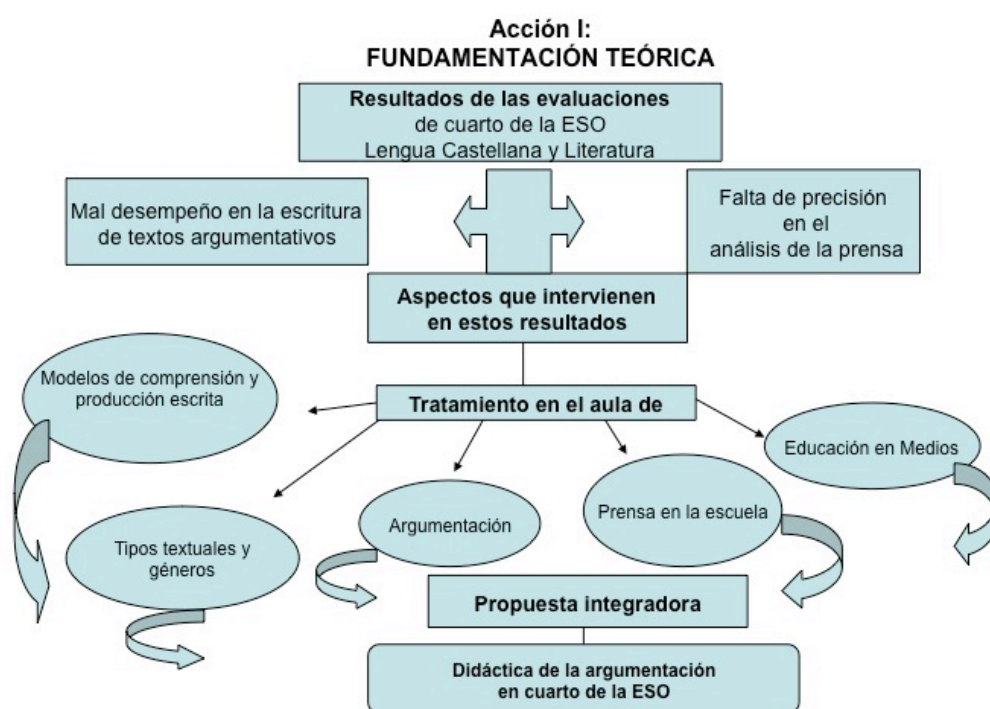 Acción I:
FUNDAMENTACIÓN TEÓRICA
Resultados de las evaluaciones
de cuarto de la ESO
Lengua Castellana y Literatura
Mal desempeño en la escritura
de textos argumentativos
Falta de precisión
en el
análisis de la prensa
Aspectos que intervienen
en estos resultados
Modelos de comprensión y
producción escrita
Tratamiento en el aula de
Educación en Medios
Tipos textuales y
géneros
Argumentación
Prensa en la escuela
Propuesta integradora
Didáctica de la argumentación
en cuarto de la ESO